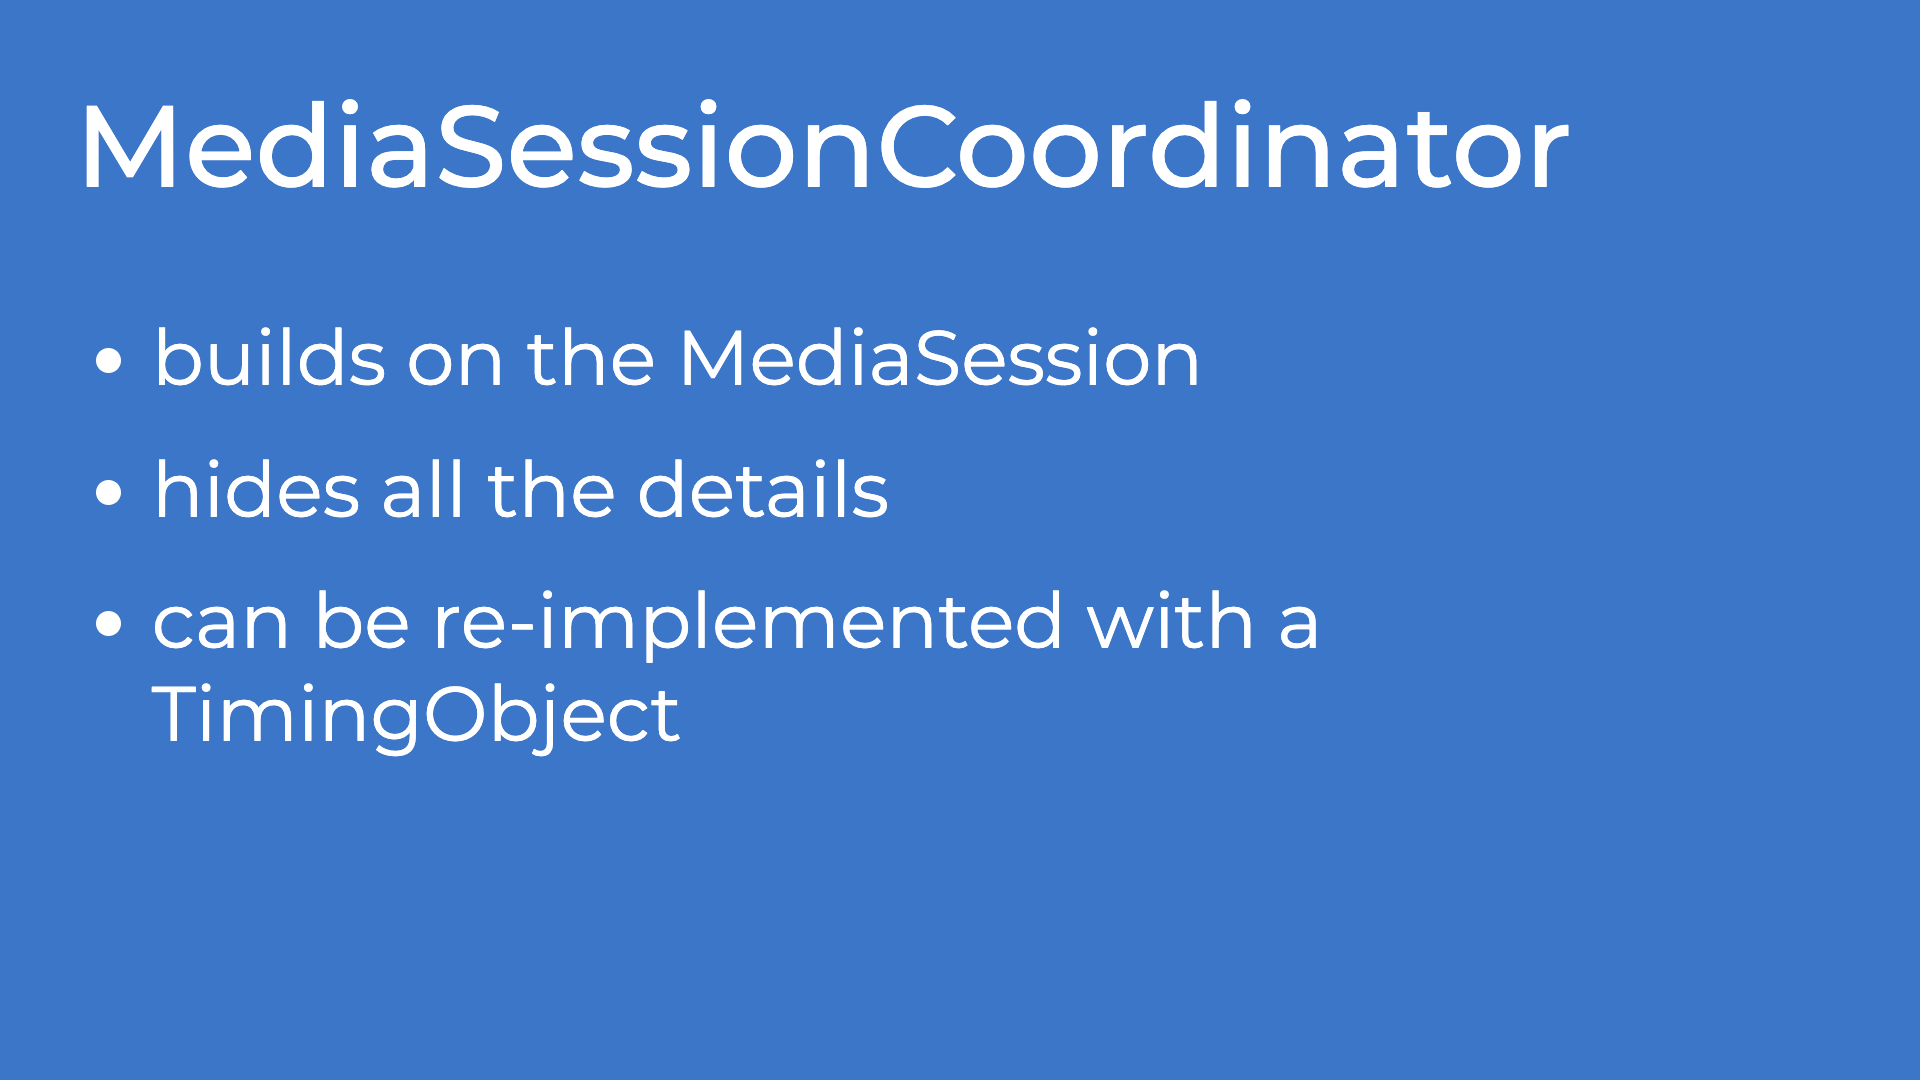 MediaSessionCoordinator
• builds on the MediaSession
• hides all the details
• can be re-implemented with a
TimingObject